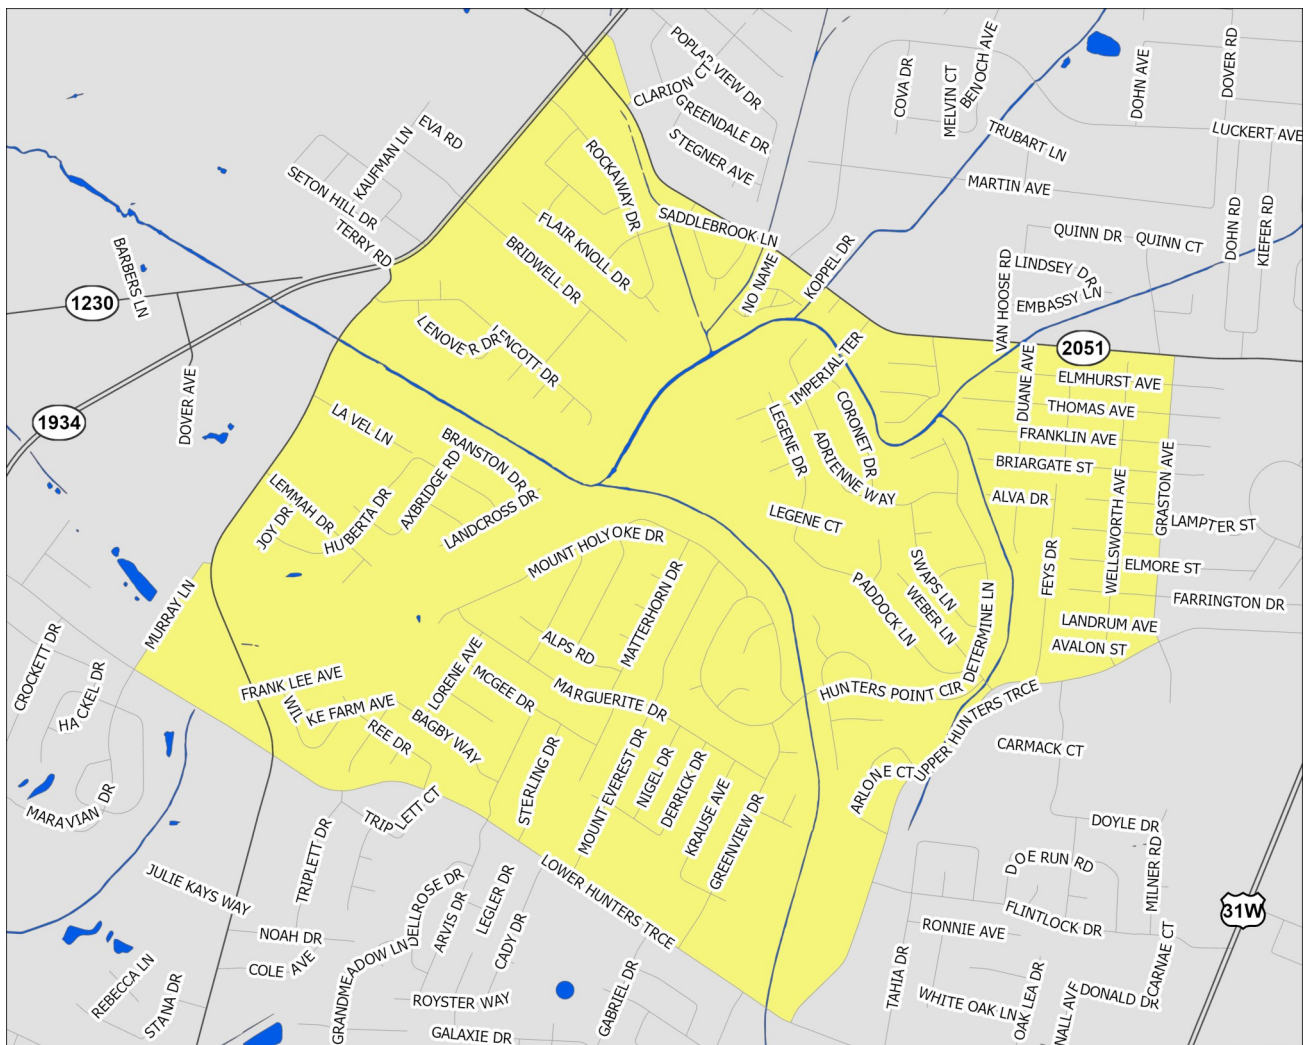 POPLAR VIEW DR
CLARION CT
GREENDALE DR
STEGNER AVE
COVA DR
MELVIN CT
BENOCH AVE
DOHN AVE
DOVER RD
LUCKERT AVE
TRUBART LN
MARTIN AVE
EVA RD
KAUFMAN LN
SETON HILL DR
TERRY RD
ROCKAWAY DR
SADDLEBROOK LN
FLAIR KNOLL DR
BRIDWELL DR
NO NAME
KOPPEL DR
QUINN DR
QUINN CT
DOHN RD
KIEFER RD
VAN HOOSE RD
LINDSEY DR
EMBASSY LN
BARBERS LN
1230
1934
2051
DOVER AVE
LENOVER DR
LENCOTT DR
IMPERIAL TER
DUANE AVE
ELMHURST AVE
THOMAS AVE
FRANKLIN AVE
BRIARGATE ST
ALVA DR
GRASTON AVE
WELLSWORTH AVE
LAMPTER ST
ELMORE ST
FARRINGTON DR
LANDRUM AVE
AVALON ST
FEYS DR
LA VEL LN
BRANSTON DR
AXBRIDGE RD
LANDCROSS DR
LEMMAH DR
JOY DR
HUBERTA DR
LEGENE DR
CORONET DR
ADRIENNE WAY
LEGENE CT
MOUNT HOLYOKE DR
SWAPS LN
WEBER LN
PADDOCK LN
DETERMINE LN
MATTERHORN DR
ALPS RD
MURRAY LN
CROCKETT DR
HACKEL DR
MARAVIAN DR
FRANK LEE AVE
WILKE FARM AVE
REE DR
LORENE AVE
BAGBY WAY
MCGEE DR
MARGUERITE DR
HUNTERS POINT CIR
UPPER HUNTERS TRCE
ARLONE CT
CARMACK CT
STERLING DR
MOUNT EVEREST DR
NIGEL DR
DERRICK DR
KRAUSE AVE
GREENVIEW DR
LOWER HUNTERS TRCE
TRIPLETT CT
TRIPLETT DR
JULIE KAYS WAY
NOAH DR
COLE AVE
REBECCA LN
STANA DR
GRANDMEADOW LN
DELLROSE DR
ARVIS DR
LEGLER DR
CADY DR
ROYSTER WAY
GALAXIE DR
GABRIEL DR
DOYLE DR
DOE RUN RD
MILNER RD
FLINTLOCK DR
RONNIE AVE
TAHIA DR
WHITE OAK LN
OAK LEA DR
NALL AVE
DONALD DR
CARNAE CT
31W